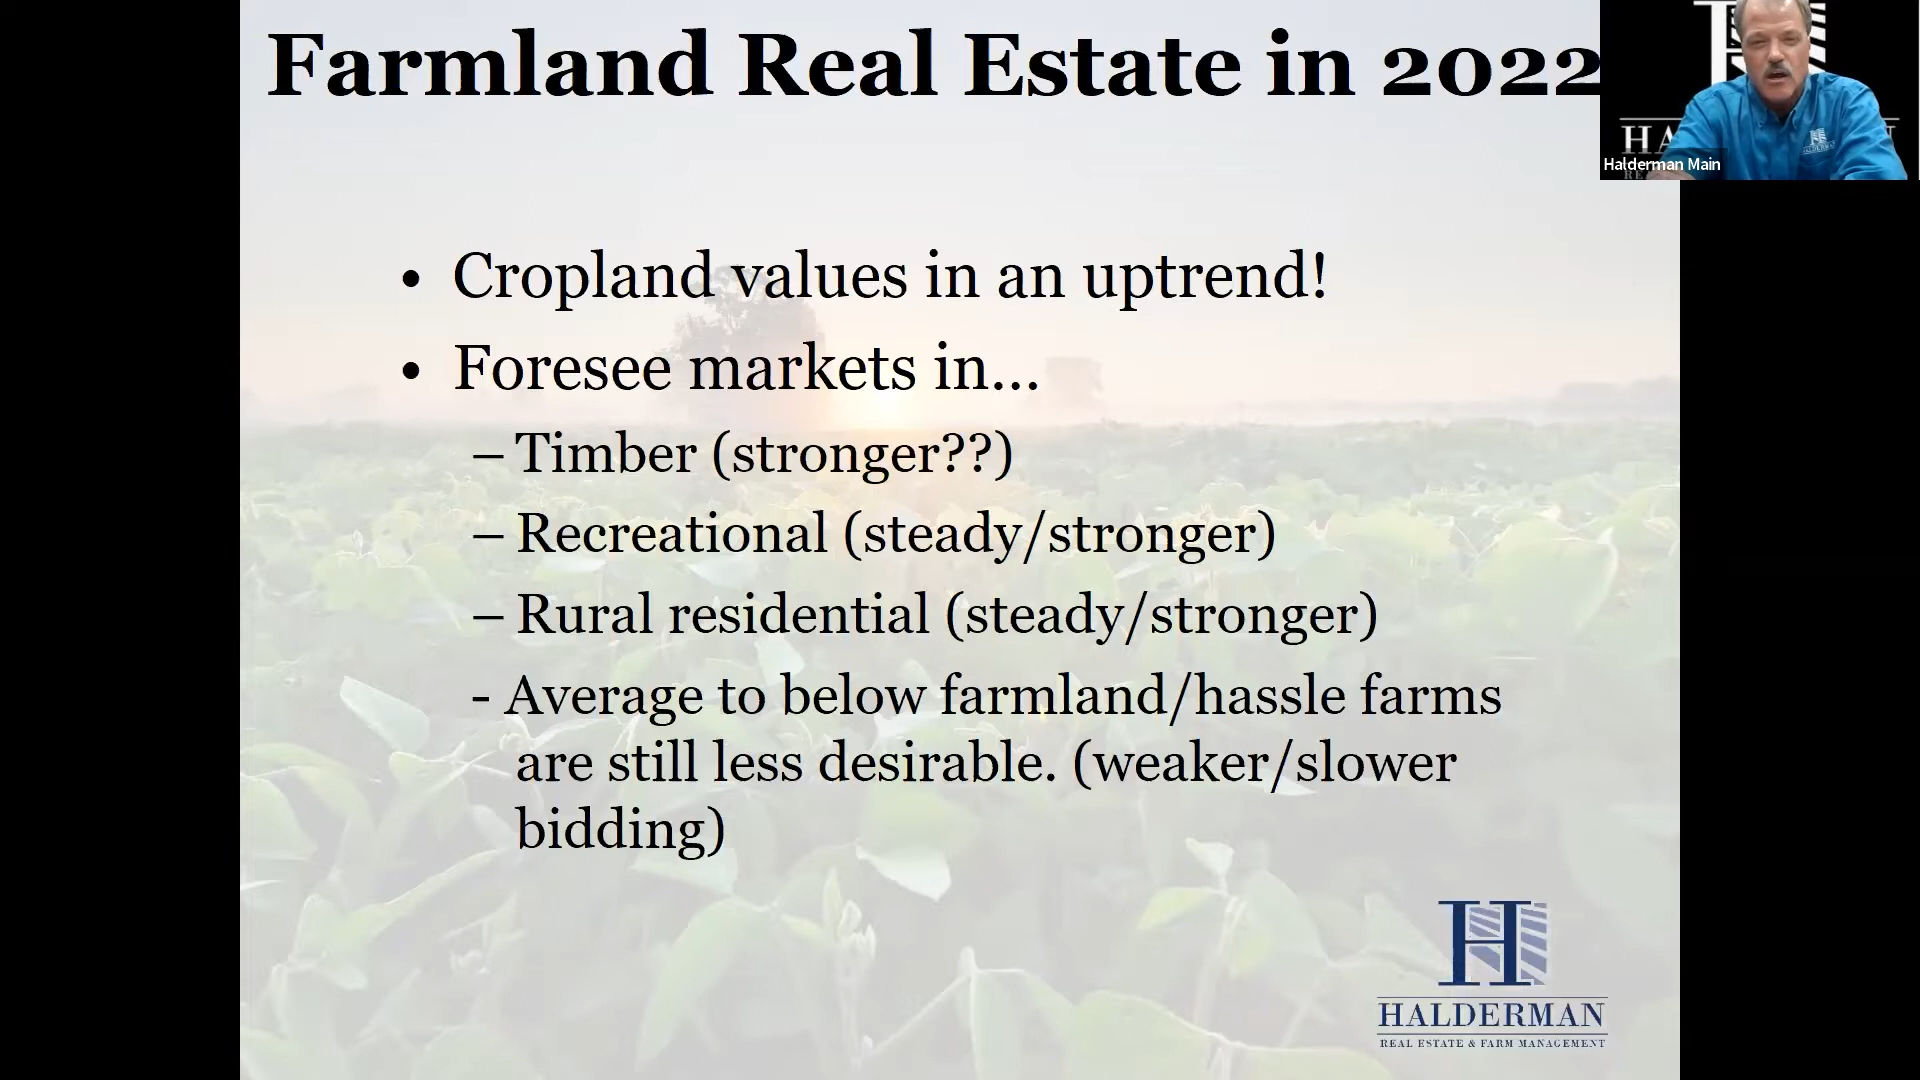 Farmland Real Estate in 2022
Halderman Main
• Cropland values in an uptrend!
• Foresee markets in...
– Timber (stronger??)
– Recreational (steady/stronger)
– Rural residential (steady/stronger)
- Average to below farmland/hassle farms
are still less desirable. (weaker/slower
bidding)
H
HALDERMAN
REAL ESTATE & FARM MANAGEMENT